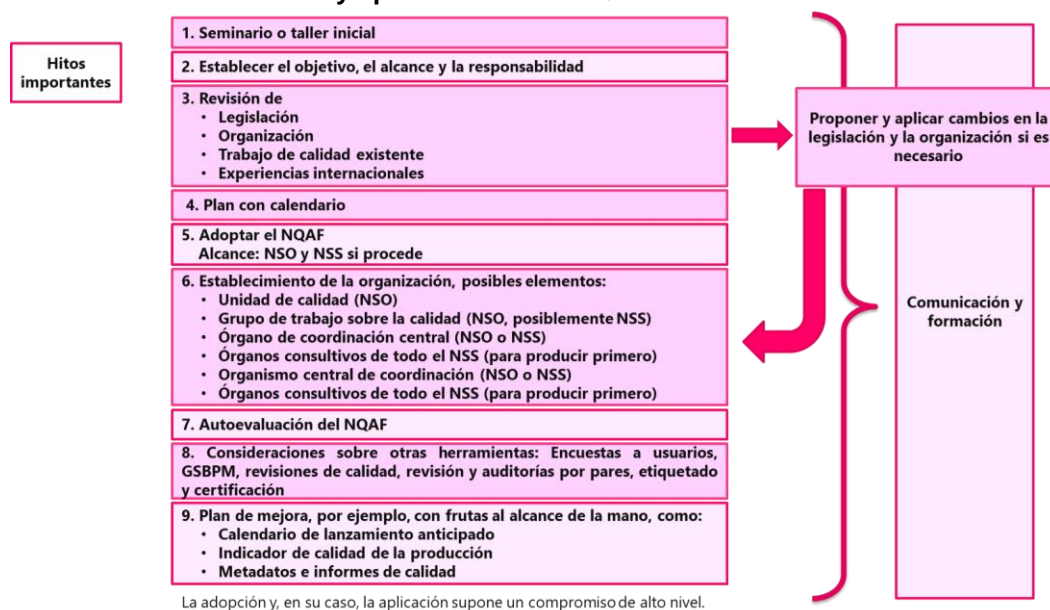 1. Seminario o taller inicial
Hitos
importantes
2. Establecer el objetivo, el alcance y la responsabilidad
3. Revisión de
• Legislación
• Organización
• Trabajo de calidad existente
• Experiencias internacionales
Proponer y aplicar cambios en la
legislación y la organización si es
necesario
4. Plan con calendario
5. Adoptar el NQAF
Alcance: NSO y NSS si procede
6. Establecimiento de la organización, posibles elementos:
• Unidad de calidad (NSO)
• Grupo de trabajo sobre la calidad (NSO, posiblemente NSS)
• Órgano de coordinación central (NSO o NSS)
• Órganos consultivos de todo el NSS (para producir primero)
• Organismo central de coordinación (NSO o NSS)
• Órganos consultivos de todo el NSS (para producir primero)
Comunicación y
formación
7. Autoevaluación del NQAF
8. Consideraciones sobre otras herramientas: Encuestas a usuarios,
GSBPM, revisiones de calidad, revisión y auditorías por pares, etiquetado
y certificación
9. Plan de mejora, por ejemplo, con frutas al alcance de la mano, como:
• Calendario de lanzamiento anticipado
• Indicador de calidad de la producción
• Metadatos e informes de calidad
La adopción y, en su caso, la aplicación supone un compromiso de alto nivel.